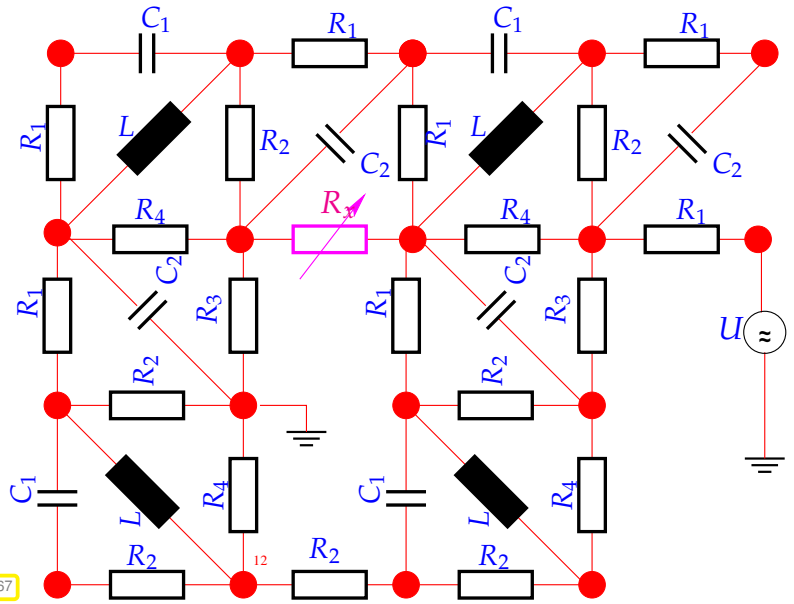 C1 R1 C1 R1
R1 L R2 C2 R1 L R2 C2
R4 Rx R4 R1
R1 C2 R3 R1 C2 R3 U ≈
R2 R2
C1 L R4 C1 L R4
R2 12 R2 R2
67